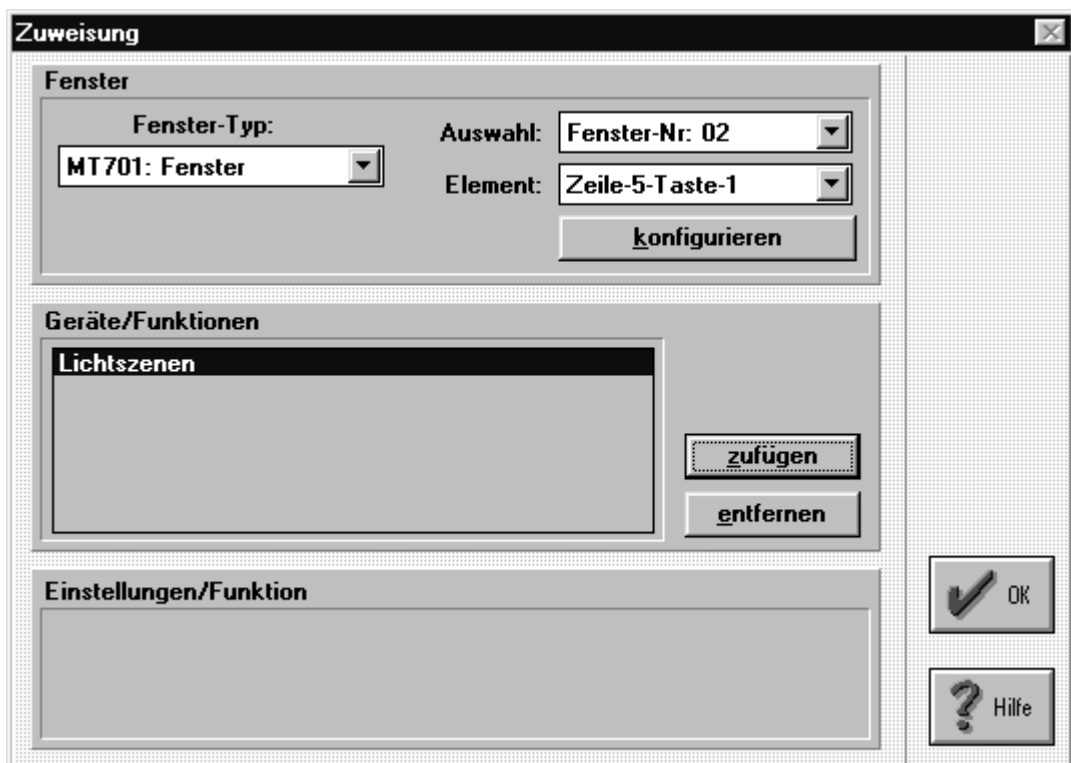 Zuweisung
Fenster
Fenster-Typ:
MT701: Fenster
Auswahl:
Fenster-Nr: 02
Element:
Zeile-5-Taste-1
konfigurieren
Geräte/Funktionen
Lichtszenen
zufügen
entfernen
Einstellungen/Funktion
OK
Hilfe